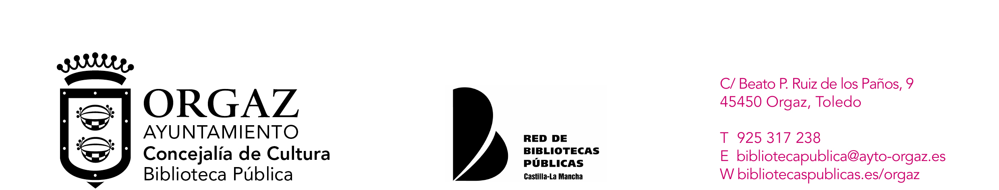 ORGAZ
AYUNTAMIENTO
Concejalía de Cultura
Biblioteca Pública
RED DE
BIBLIOTECAS
PÚBLICAS
Castilla-La Mancha
C/ Beato P. Ruiz de los Paños, 9
45450 Orgaz, Toledo
T 925 317 238
E bibliotecapublica@ayto-orgaz.es
W bibliotecaspublicas.es/orgaz